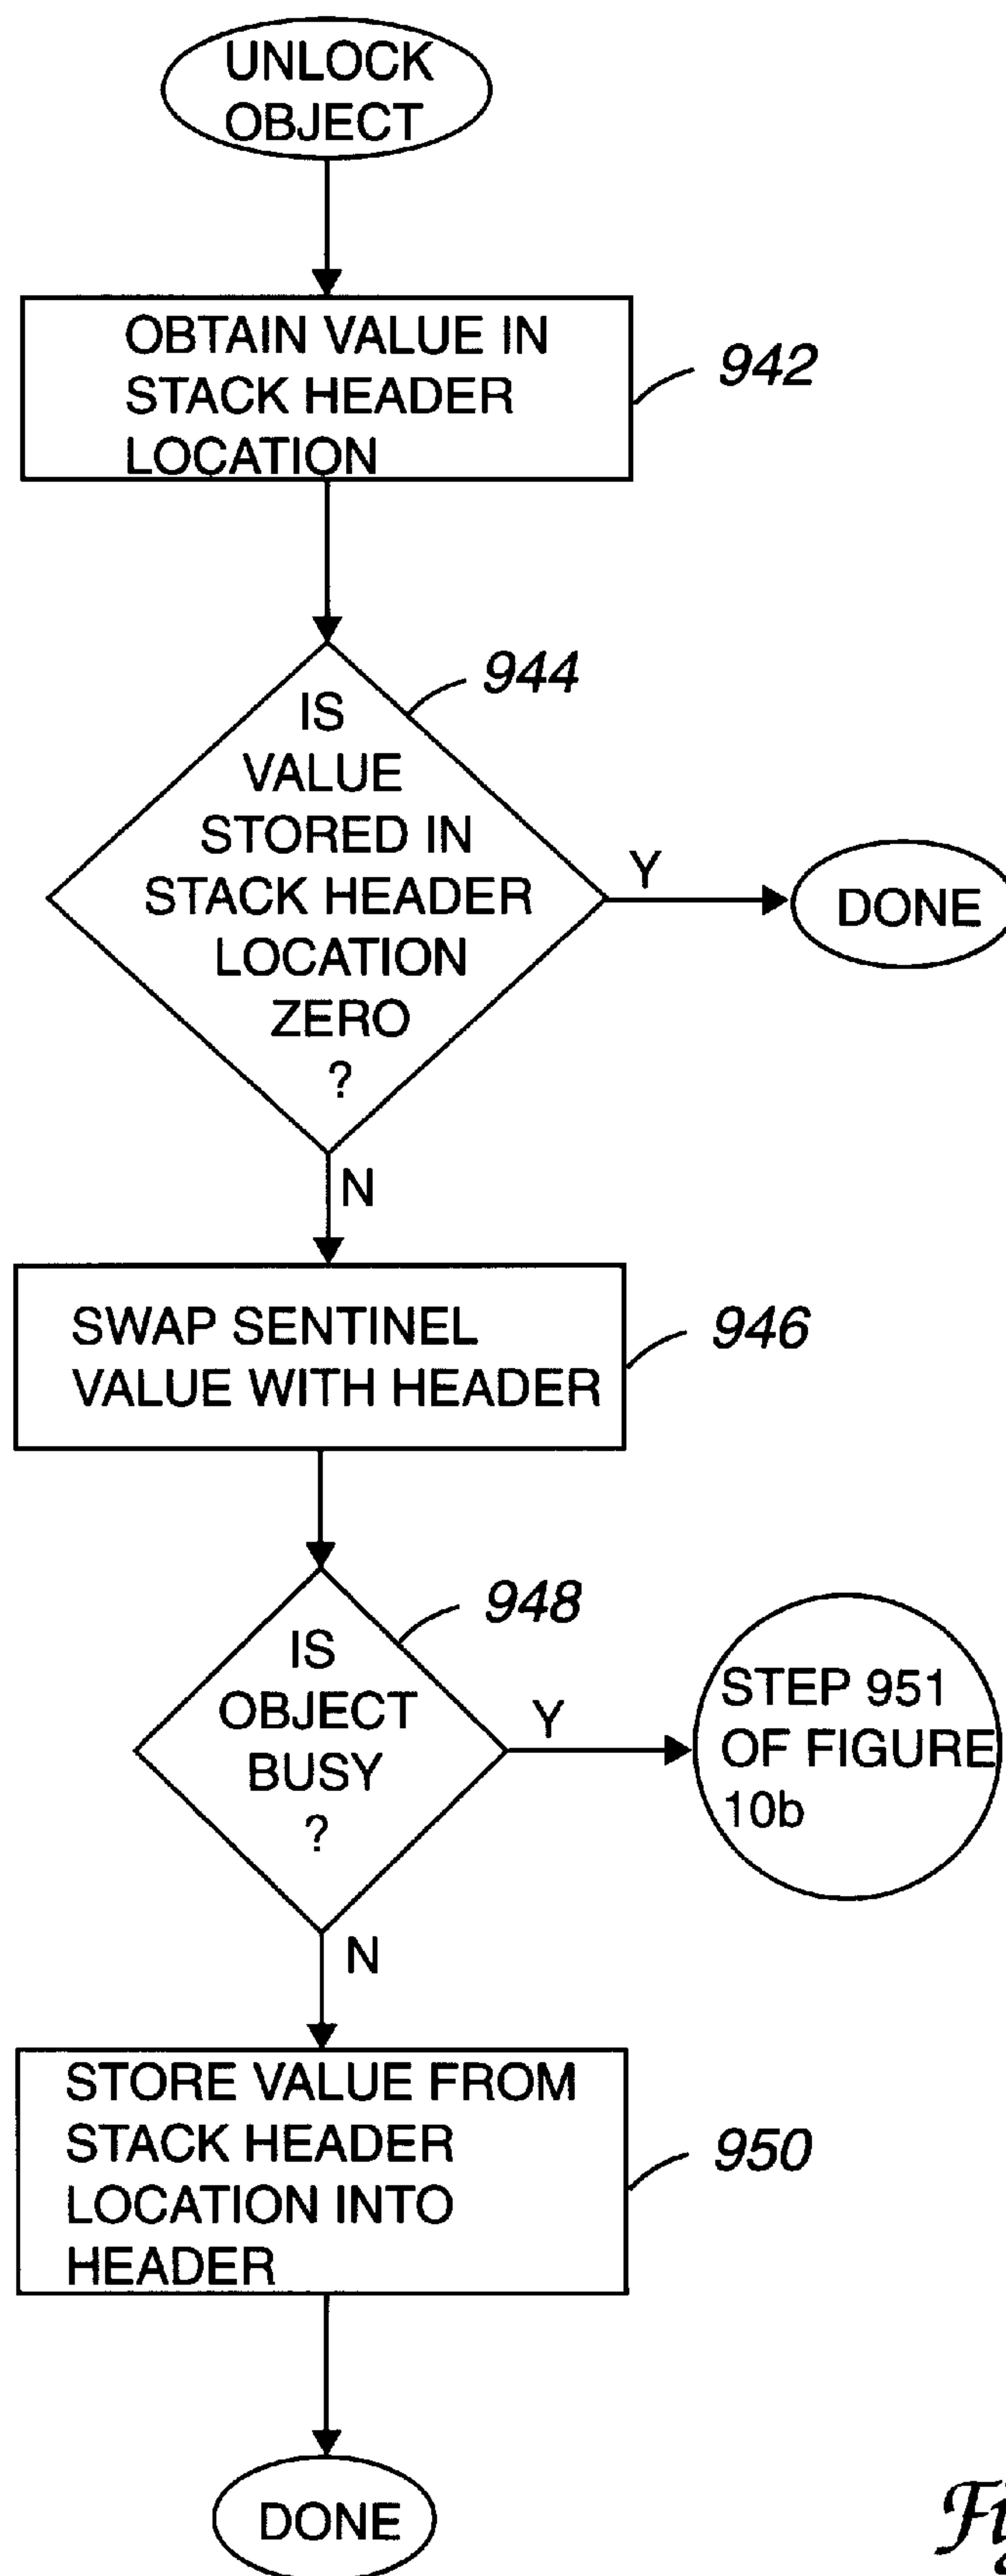 UNLOCK
OBJECT
OBTAIN VALUE IN
STACK HEADER
LOCATION
942
944
IS
VALUE
STORED IN
STACK HEADER
LOCATION
ZERO
?
Y
DONE
N
SWAP SENTINEL
VALUE WITH HEADER
946
948
IS
OBJECT
BUSY
?
Y
STEP 951
OF FIGURE
10b
N
STORE VALUE FROM
STACK HEADER
LOCATION INTO
HEADER
950
DONE